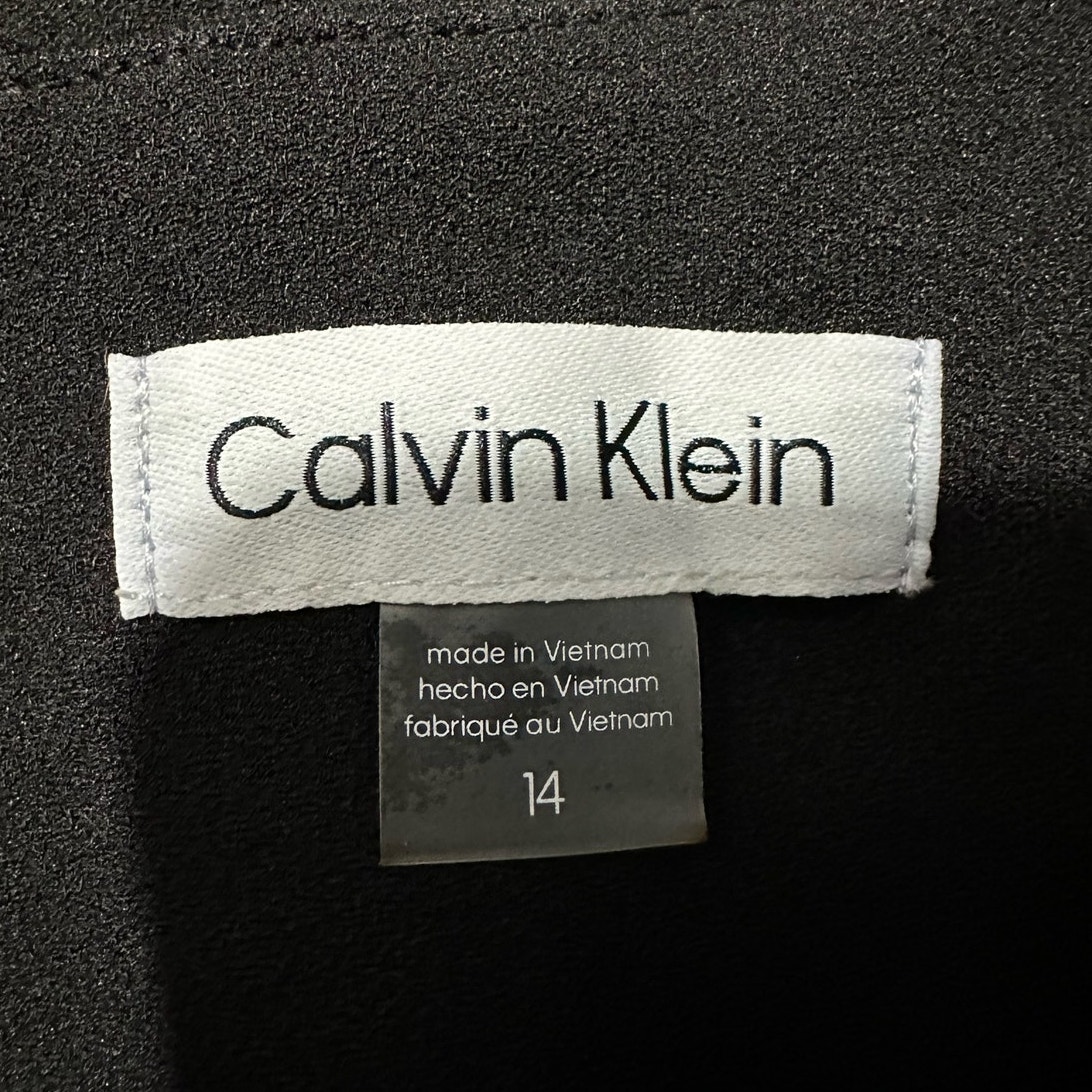 Calvin Klein
made in Vietnam
hecho en Vietnam
fabriqué au Vietnam
14